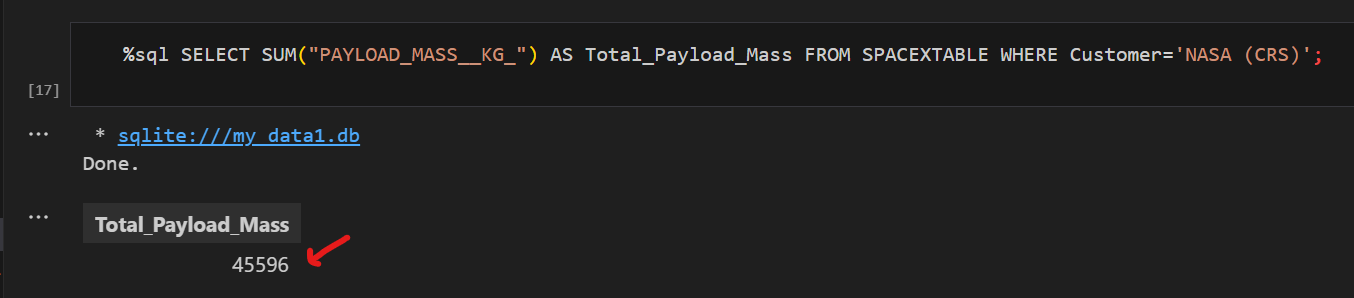 %sql SELECT SUM("PAYLOAD_MASS__KG_") AS Total_Payload_Mass FROM SPACEXTABLE WHERE Customer='NASA (CRS)';
[17]
... * sqlite:///my_data1.db
Done.
...
Total_Payload_Mass
45596